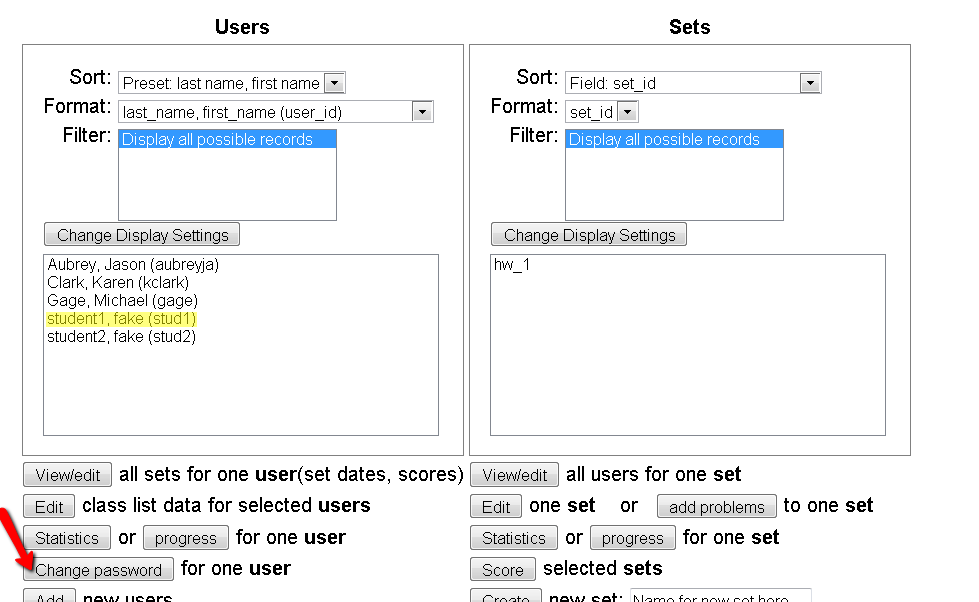 Users
Sort: Preset: last name, first name
Format: last_name, first_name (user_id)
Filter: Display all possible records
Change Display Settings
Aubrey, Jason (aubreyja)
Clark, Karen (kclark)
Gage, Michael (gage)
student1, fake (stud1)
student2, fake (stud2)
View/edit all sets for one user(set dates, scores)
Edit class list data for selected users
Statistics or progress for one user
Change password for one user
Add new users
Sets
Sort: Field: set_id
Format: set_id
Filter: Display all possible records
Change Display Settings
hw_1
View/edit all users for one set
Edit one set or add problems to one set
Statistics or progress for one set
Score selected sets
Create new set: Name for new set here